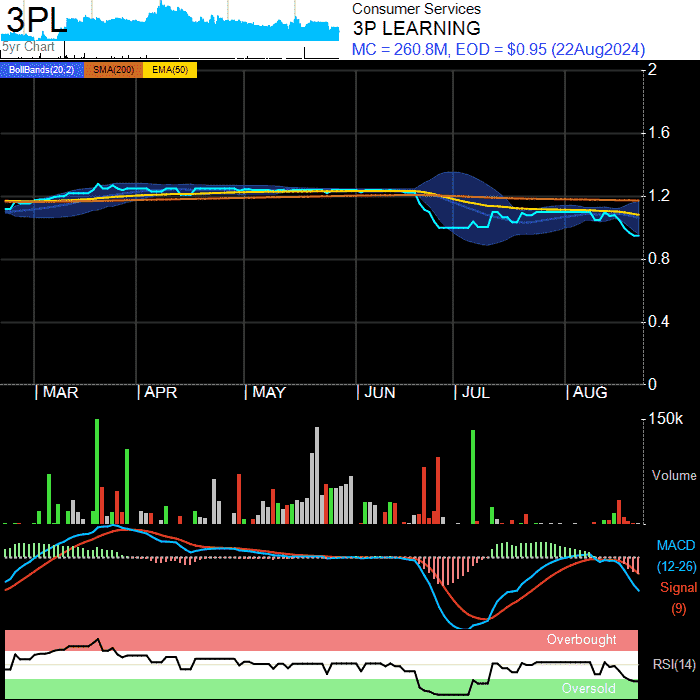 3PL
5yr Chart
Consumer Services
3P LEARNING
MC = 260.8M, EOD = $0.95 (22Aug2024)
BollBands(20,2) SMA(200) EMA(50)
2
1.6
1.2
0.8
0.4
0
MAR APR MAY JUN JUL AUG
150k
Volume
MACD
(12-26)
Signal
(9)
Overbought
RSI(14)
Oversold